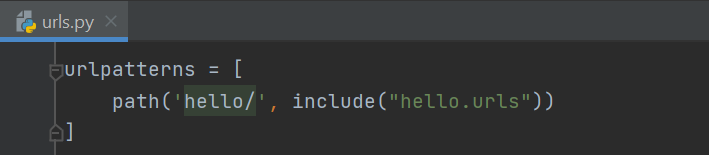 urls.py
urlpatterns = [
    path('hello/', include("hello.urls"))
]